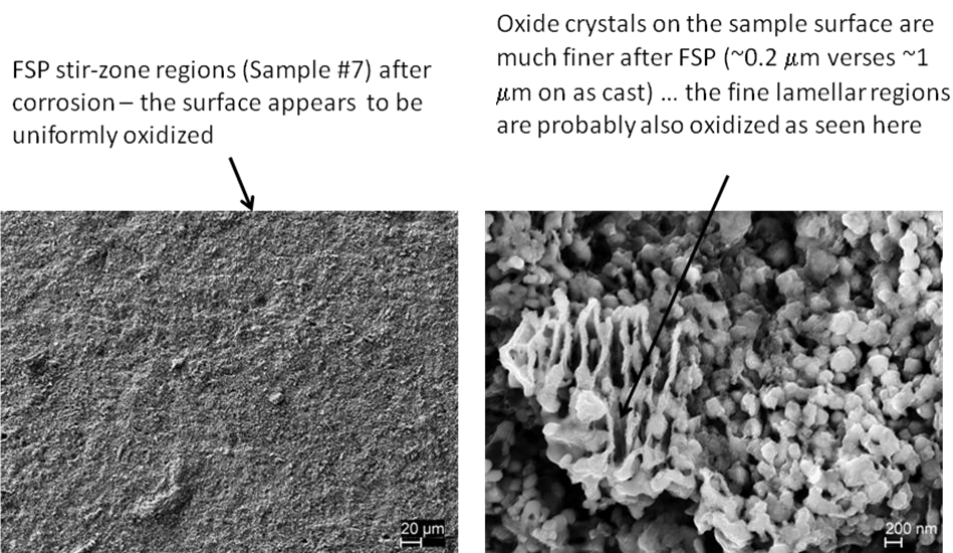 FSP stir-zone regions (Sample #7) after
corrosion – the surface appears to be
uniformly oxidized
Oxide crystals on the sample surface are
much finer after FSP (~0.2 μm verses ~1
μm on as cast) ... the fine lamellar regions
are probably also oxidized as seen here
20 μm
200 nm